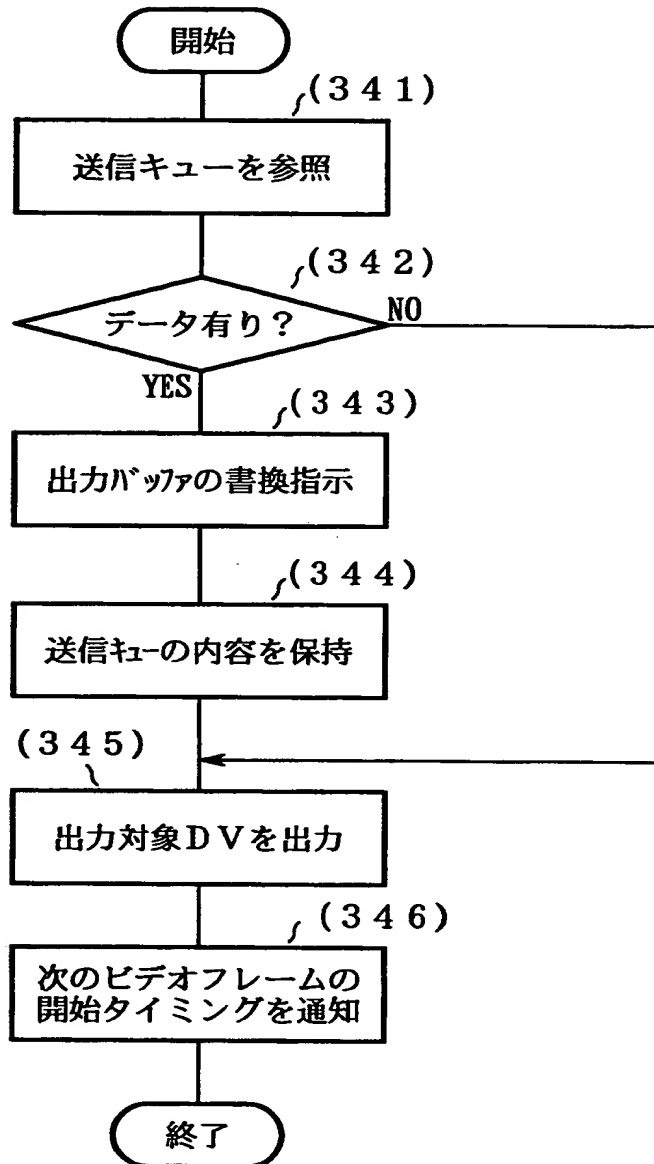 開始
(341)
送信キューを参照
(342)
データ有り？
NO
YES
(343)
出力ﾊﾞｯﾌｧの書換指示
(344)
送信ｷｭｰの内容を保持
(345)
出力対象ＤＶを出力
(346)
次のビデオフレームの
開始タイミングを通知
終了